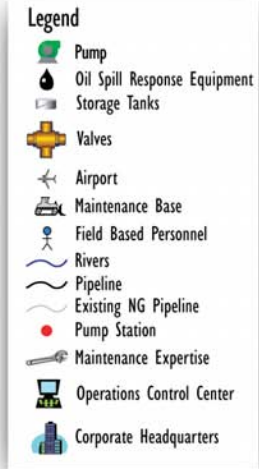 Legend
Pump
Oil Spill Response Equipment
Storage Tanks
Valves
Airport
Maintenance Base
Field Based Personnel
Rivers
Pipeline
Existing NG Pipeline
Pump Station
Maintenance Expertise
Operations Control Center
Corporate Headquarters